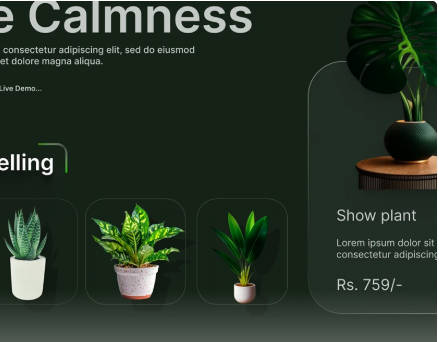 e Calmness
consectetur adipiscing elit, sed do eiusmod
et dolore magna aliqua.
Live Demo...
elling
Show plant
Lorem ipsum dolor sit
consectetur adipiscing
Rs. 759/-